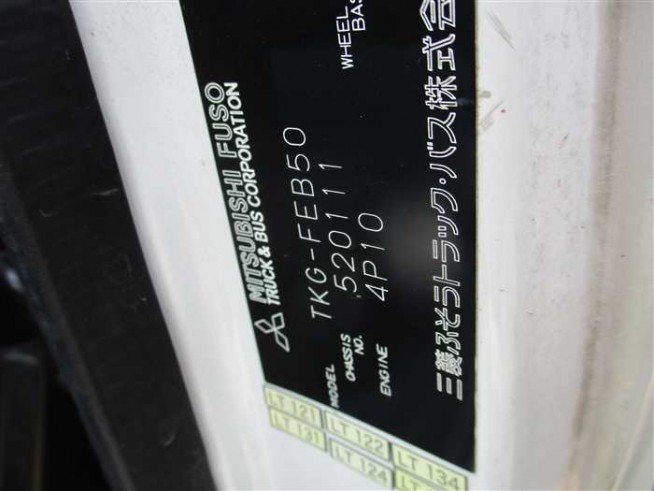 MITSUBISHI FUSO
TRUCK & BUS CORPORATION
MODEL TKG-FEB50
CHASSIS NO. 520111
ENGINE 4P10
WHEEL
三菱ふそうトラック・バス株式会
LT 121
LT 122
LT 134
LT 131
LT 124